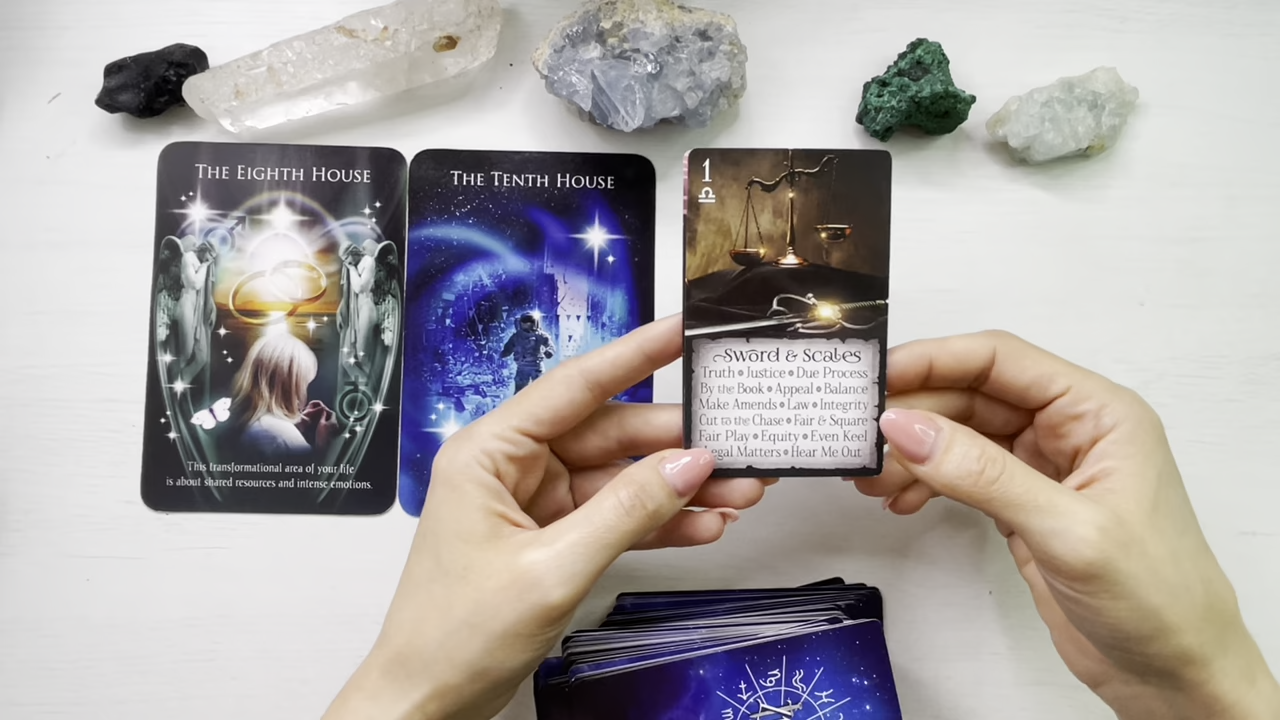 THE EIGHTH HOUSE
This transformational area of your life
is about shared resources and intense emotions.
THE TENTH HOUSE
1
♎
Sword & Scales
Truth • Justice • Due Process
By the Book • Appeal • Balance
Make Amends • Law • Integrity
Cut to the Chase • Fair & Square
Fair Play • Equity • Even Keel
Legal Matters • Hear Me Out